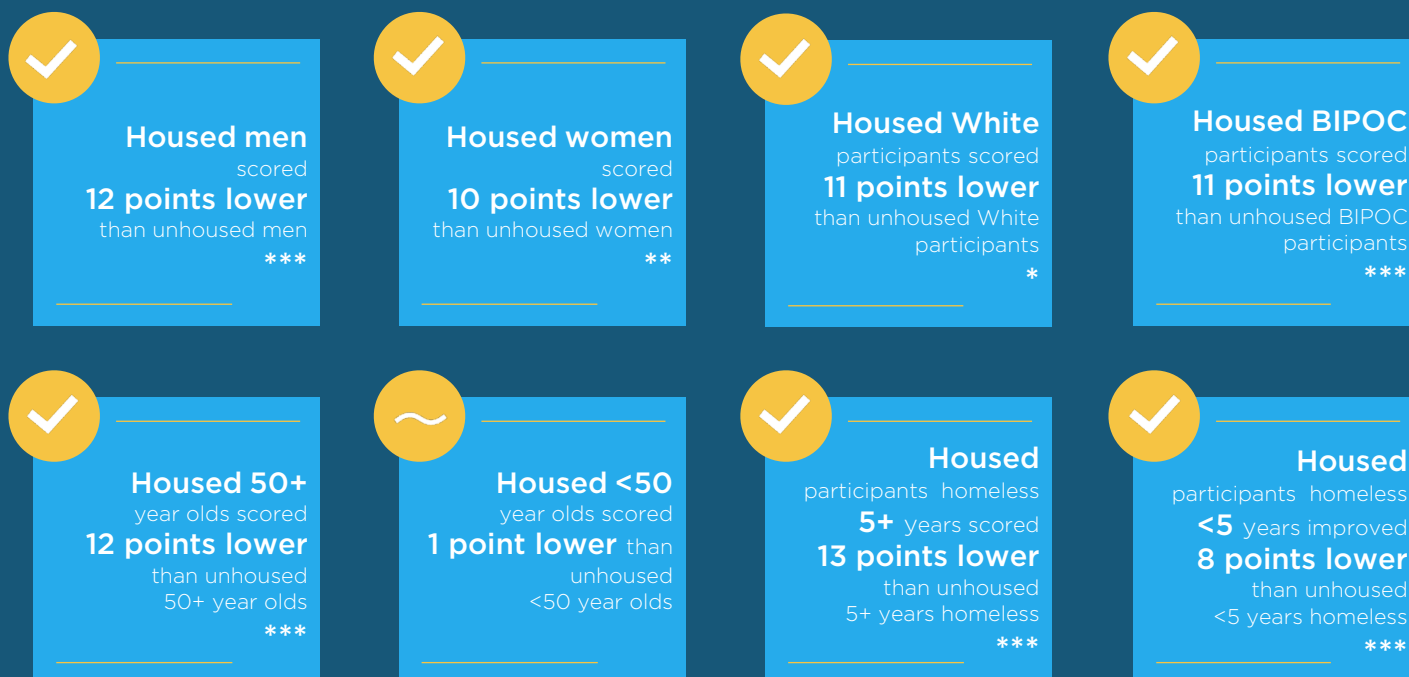 Housed men
scored
12 points lower
than unhoused men
***
Housed women
scored
10 points lower
than unhoused women
**
Housed White
participants scored
11 points lower
than unhoused White
participants
*
Housed BIPOC
participants scored
11 points lower
than unhoused BIPOC
participants
***
Housed 50+
year olds scored
12 points lower
than unhoused
50+ year olds
***
Housed <50
year olds scored
1 point lower than
unhoused
<50 year olds
Housed
participants homeless
5+ years scored
13 points lower
than unhoused
5+ years homeless
***
Housed
participants homeless
<5 years improved
8 points lower
than unhoused
<5 years homeless
***